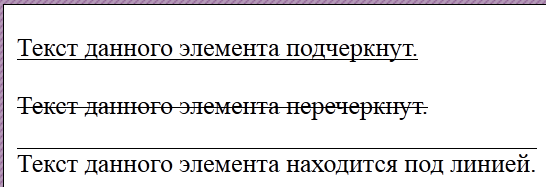 Текст данного элемента подчеркнут.
Текст данного элемента перечеркнут.
Текст данного элемента находится под линией.